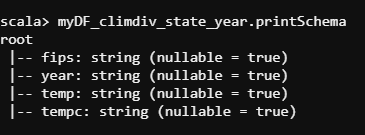 scala> myDF_climdiv_state_year.printSchema
root
 |-- fips: string (nullable = true)
 |-- year: string (nullable = true)
 |-- temp: string (nullable = true)
 |-- tempc: string (nullable = true)